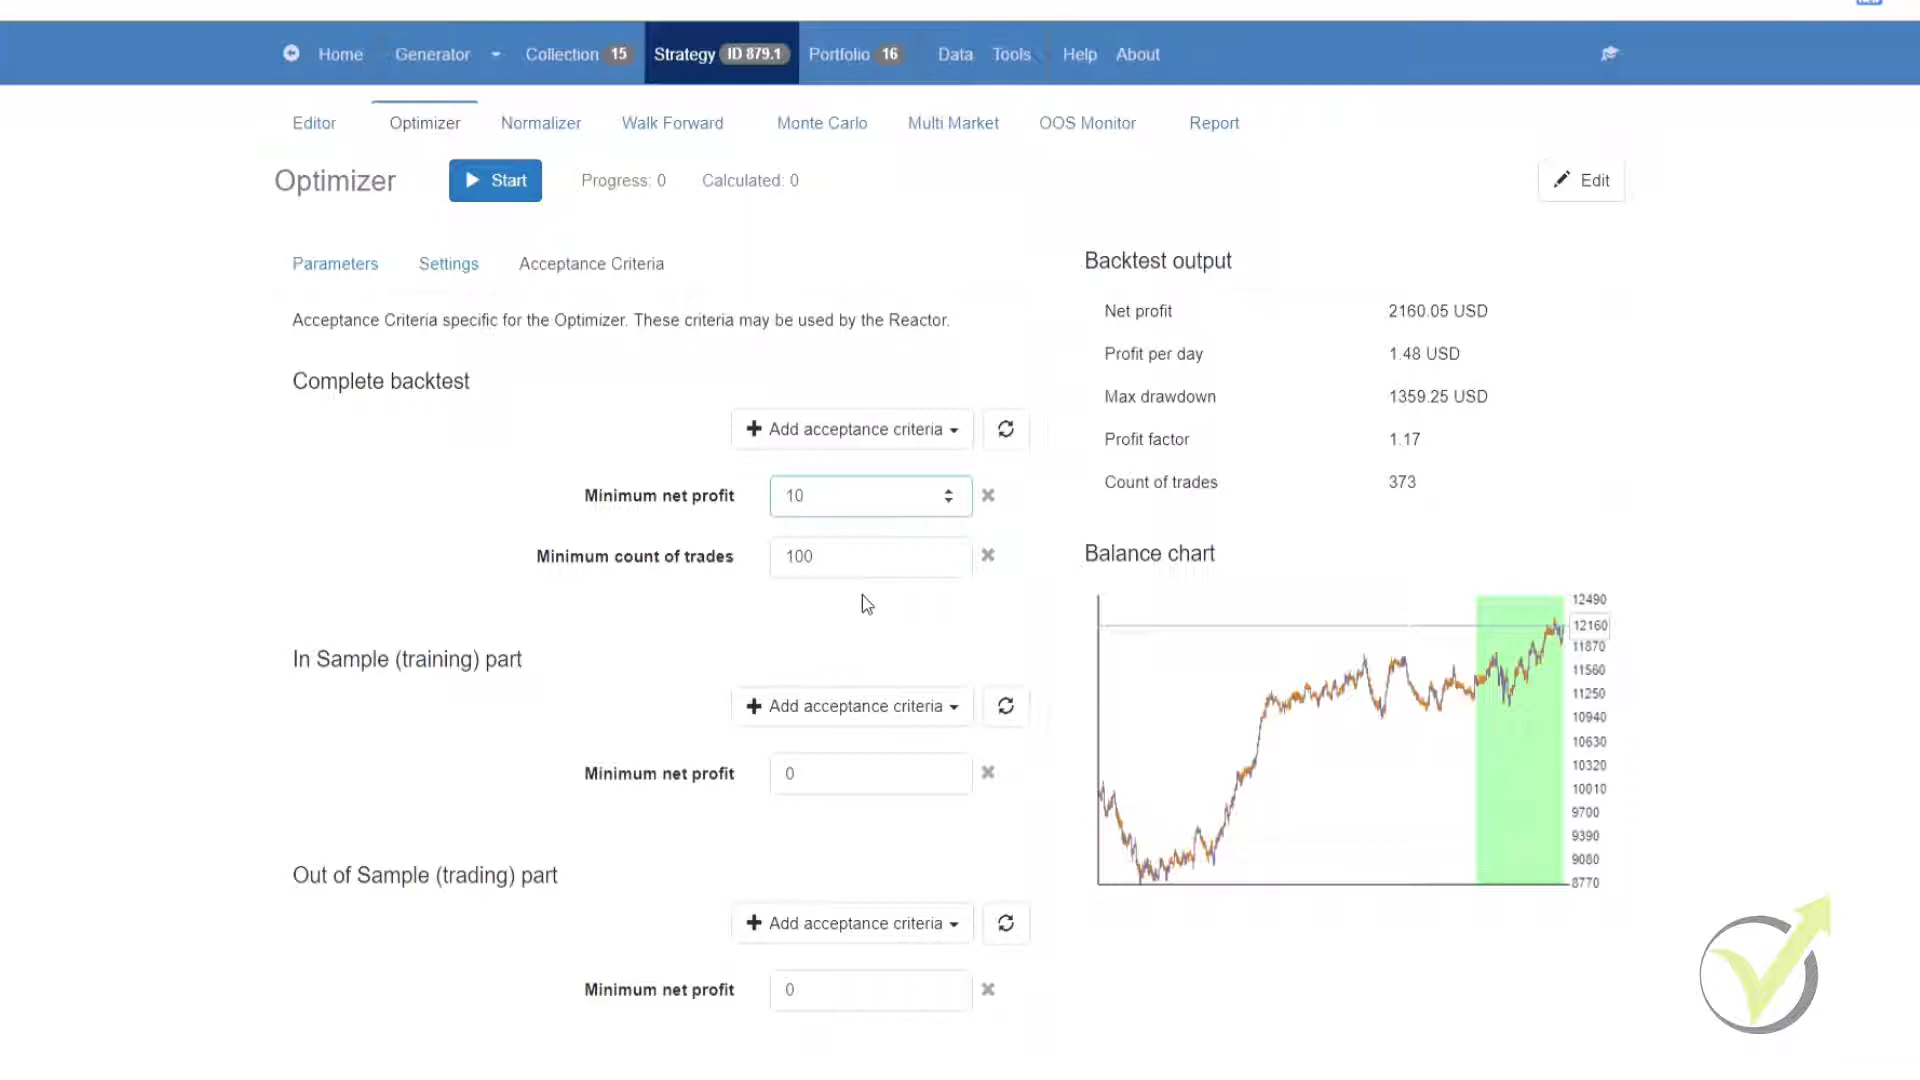 Home Generator Collection 15 Strategy ID 879.1 Portfolio 16 Data Tools Help About
Editor Optimizer Normalizer Walk Forward Monte Carlo Multi Market OOS Monitor Report
Optimizer Start Progress: 0 Calculated: 0 Edit
Parameters Settings Acceptance Criteria
Acceptance Criteria specific for the Optimizer. These criteria may be used by the Reactor.
Complete backtest
Add acceptance criteria
Minimum net profit 10
Minimum count of trades 100
In Sample (training) part
Add acceptance criteria
Minimum net profit 0
Out of Sample (trading) part
Add acceptance criteria
Minimum net profit 0
Backtest output
Net profit 2160.05 USD
Profit per day 1.48 USD
Max drawdown 1359.25 USD
Profit factor 1.17
Count of trades 373
Balance chart
12490
12160
11870
11560
11250
10940
10630
10320
10010
9700
9390
9080
8770